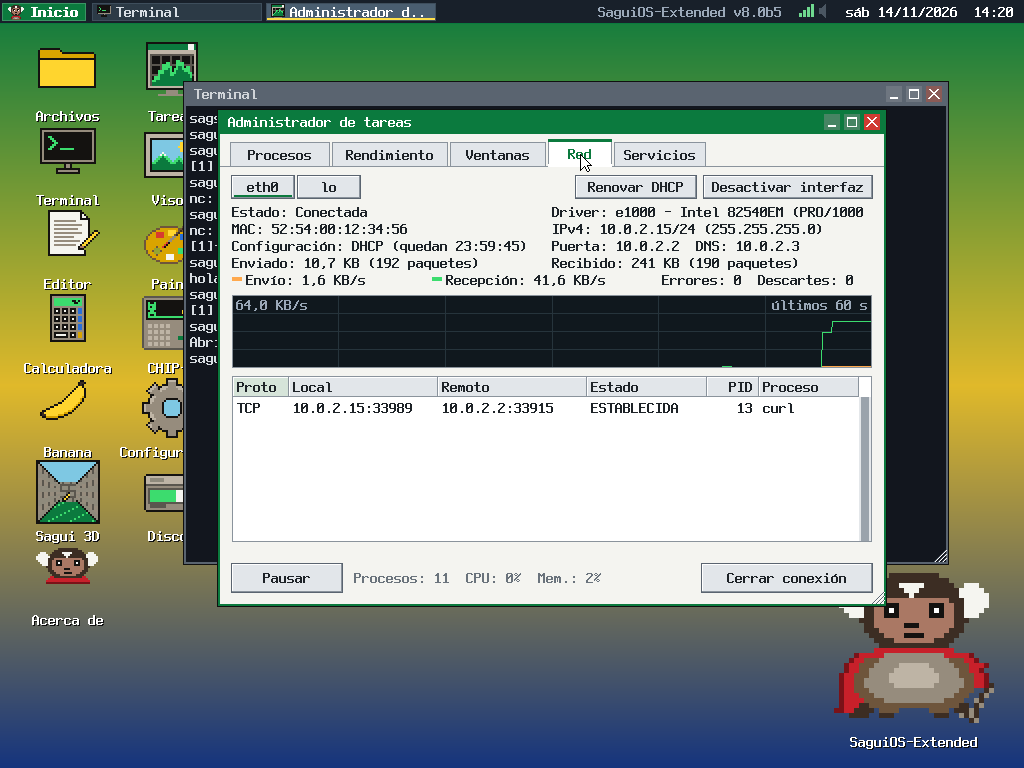 Inicio
Terminal
Administrador d..
SaguiOS-Extended v8.0b5
sáb 14/11/2026
14:20
Archivos
Terminal
Editor
Calculadora
CHIP-
Banana
Sagui 3D
Acerca de
Terminal
Administrador de tareas
Procesos
Rendimiento
Ventanas
Red
Servicios
eth0
lo
Renovar DHCP
Desactivar interfaz
Estado: Conectada
Driver: e1000 - Intel 82540EM (PRO/1000
MAC: 52:54:00:12:34:56
IPv4: 10.0.2.15/24 (255.255.255.0)
Configuración: DHCP (quedan 23:59:45)
Puerta: 10.0.2.2 DNS: 10.0.2.3
Enviado: 10,7 KB (192 paquetes)
Recibido: 241 KB (190 paquetes)
Envío: 1,6 KB/s
Recepción: 41,6 KB/s
Errores: 0 Descartes: 0
64,0 KB/s
últimos 60 s
Proto Local Remoto Estado PID Proceso
TCP 10.0.2.15:33989 10.0.2.2:33915 ESTABLECIDA 13 curl
Pausar
Procesos: 11 CPU: 0% Mem.: 2%
Cerrar conexión
SaguiOS-Extended